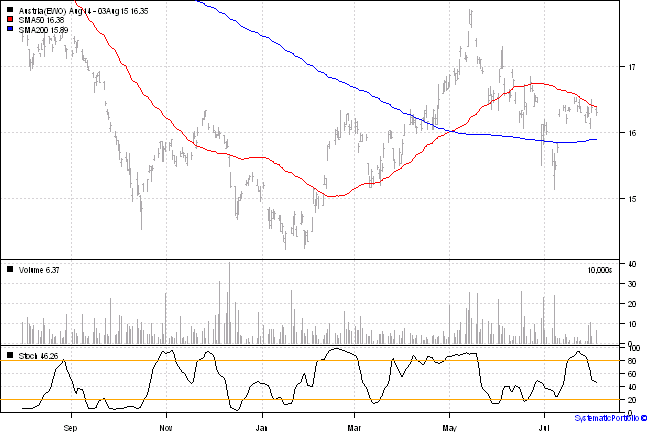 Austria(EWO) Aug14 - 03Aug15 16.35
SMA50 16.38
SMA200 15.89
17
16
15
Volume 6.37
10,000s
40
30
20
10
0
Stoch 46.26
100
80
60
40
20
0
Sep
Nov
Jan
Mar
May
Jul
SystematicPortfolio ©